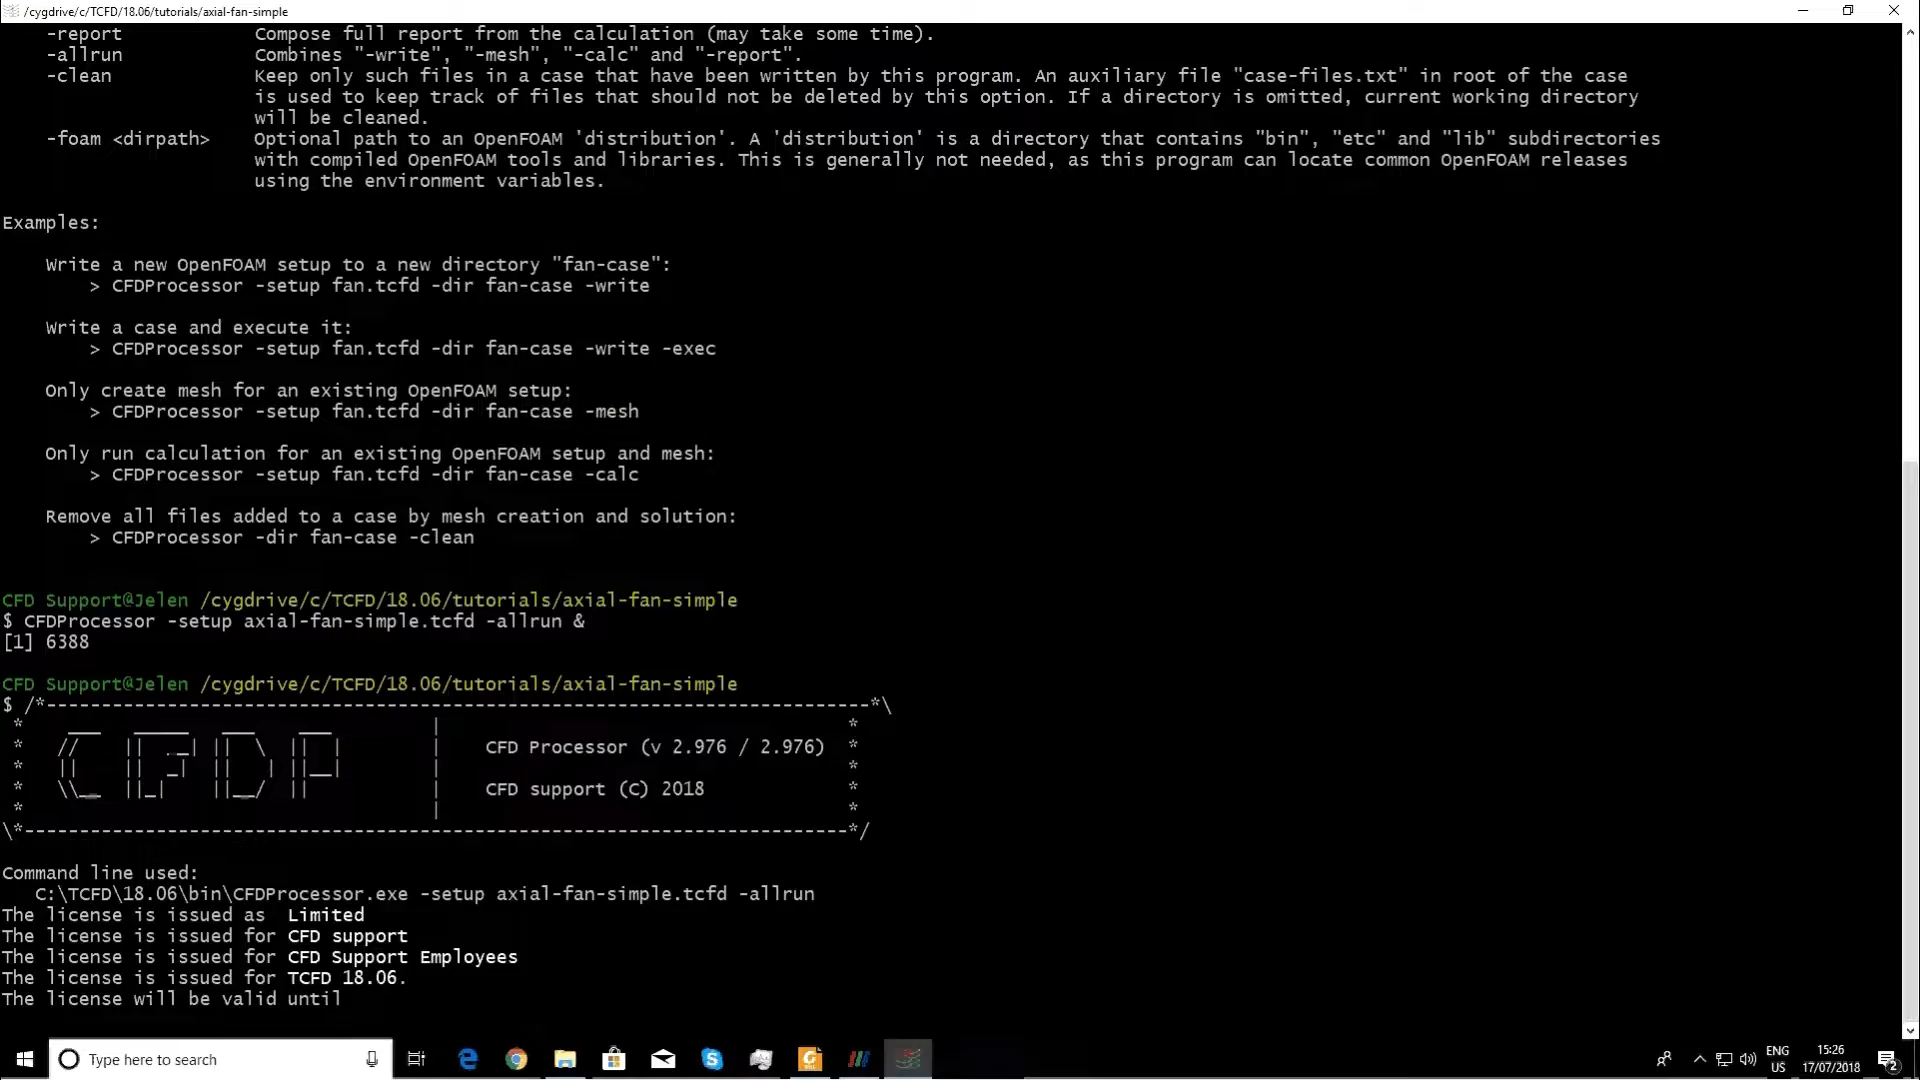 /cygdrive/c/TCFD/18.06/tutorials/axial-fan-simple
-report Compose full report from the calculation (may take some time).
-allrun Combines "-write", "-mesh", "-calc" and "-report".
-clean Keep only such files in a case that have been written by this program. An auxiliary file "case-files.txt" in root of the case
is used to keep track of files that should not be deleted by this option. If a directory is omitted, current working directory
will be cleaned.
-foam <dirpath> Optional path to an OpenFOAM 'distribution'. A 'distribution' is a directory that contains "bin", "etc" and "lib" subdirectories
with compiled OpenFOAM tools and libraries. This is generally not needed, as this program can locate common OpenFOAM releases
using the environment variables.
Examples:
Write a new OpenFOAM setup to a new directory "fan-case":
> CFDProcessor -setup fan.tcfd -dir fan-case -write
Write a case and execute it:
> CFDProcessor -setup fan.tcfd -dir fan-case -write -exec
Only create mesh for an existing OpenFOAM setup:
> CFDProcessor -setup fan.tcfd -dir fan-case -mesh
Only run calculation for an existing OpenFOAM setup and mesh:
> CFDProcessor -setup fan.tcfd -dir fan-case -calc
Remove all files added to a case by mesh creation and solution:
> CFDProcessor -dir fan-case -clean
CFD Support@Jelen /cygdrive/c/TCFD/18.06/tutorials/axial-fan-simple
$ CFDProcessor -setup axial-fan-simple.tcfd -allrun &
[1] 6388
CFD Support@Jelen /cygdrive/c/TCFD/18.06/tutorials/axial-fan-simple
$ /*---------------------------------------------------------------------------*\
CFDP
CFD Processor (v 2.976 / 2.976)
CFD support (C) 2018
\*---------------------------------------------------------------------------*/
Command line used:
C:\TCFD\18.06\bin\CFDProcessor.exe -setup axial-fan-simple.tcfd -allrun
The license is issued as Limited
The license is issued for CFD support
The license is issued for CFD Support Employees
The license is issued for TCFD 18.06.
The license will be valid until
Type here to search
ENG
US
15:26
17/07/2018
2